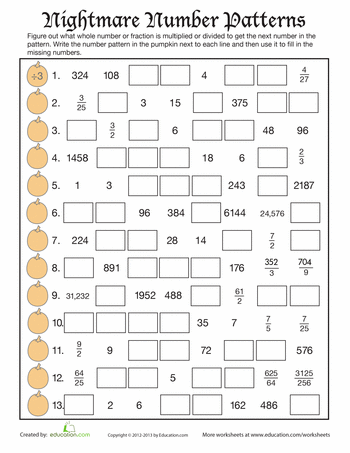 Nightmare Number Patterns
Figure out what whole number or fraction is multiplied or divided to get the next number in the
pattern. Write the number pattern in the pumpkin next to each line and then use it to fill in the
missing numbers.
÷3 1. 324 108 4 4/27
2. 3/25 3 15 375
3. 3/2 6 48 96
4. 1458 18 6 2/3
5. 1 3 243 2187
6. 96 384 6144 24,576
7. 224 28 14 7/2
8. 891 176 352/3 704/9
9. 31,232 1952 488 61/2
10. 35 7 7/5 7/25
11. 9/2 9 72 576
12. 64/25 5 625/64 3125/256
13. 2 6 162 486
Created by: education.com Copyright © 2012-2013 by Education.com More worksheets at www.education.com/worksheets